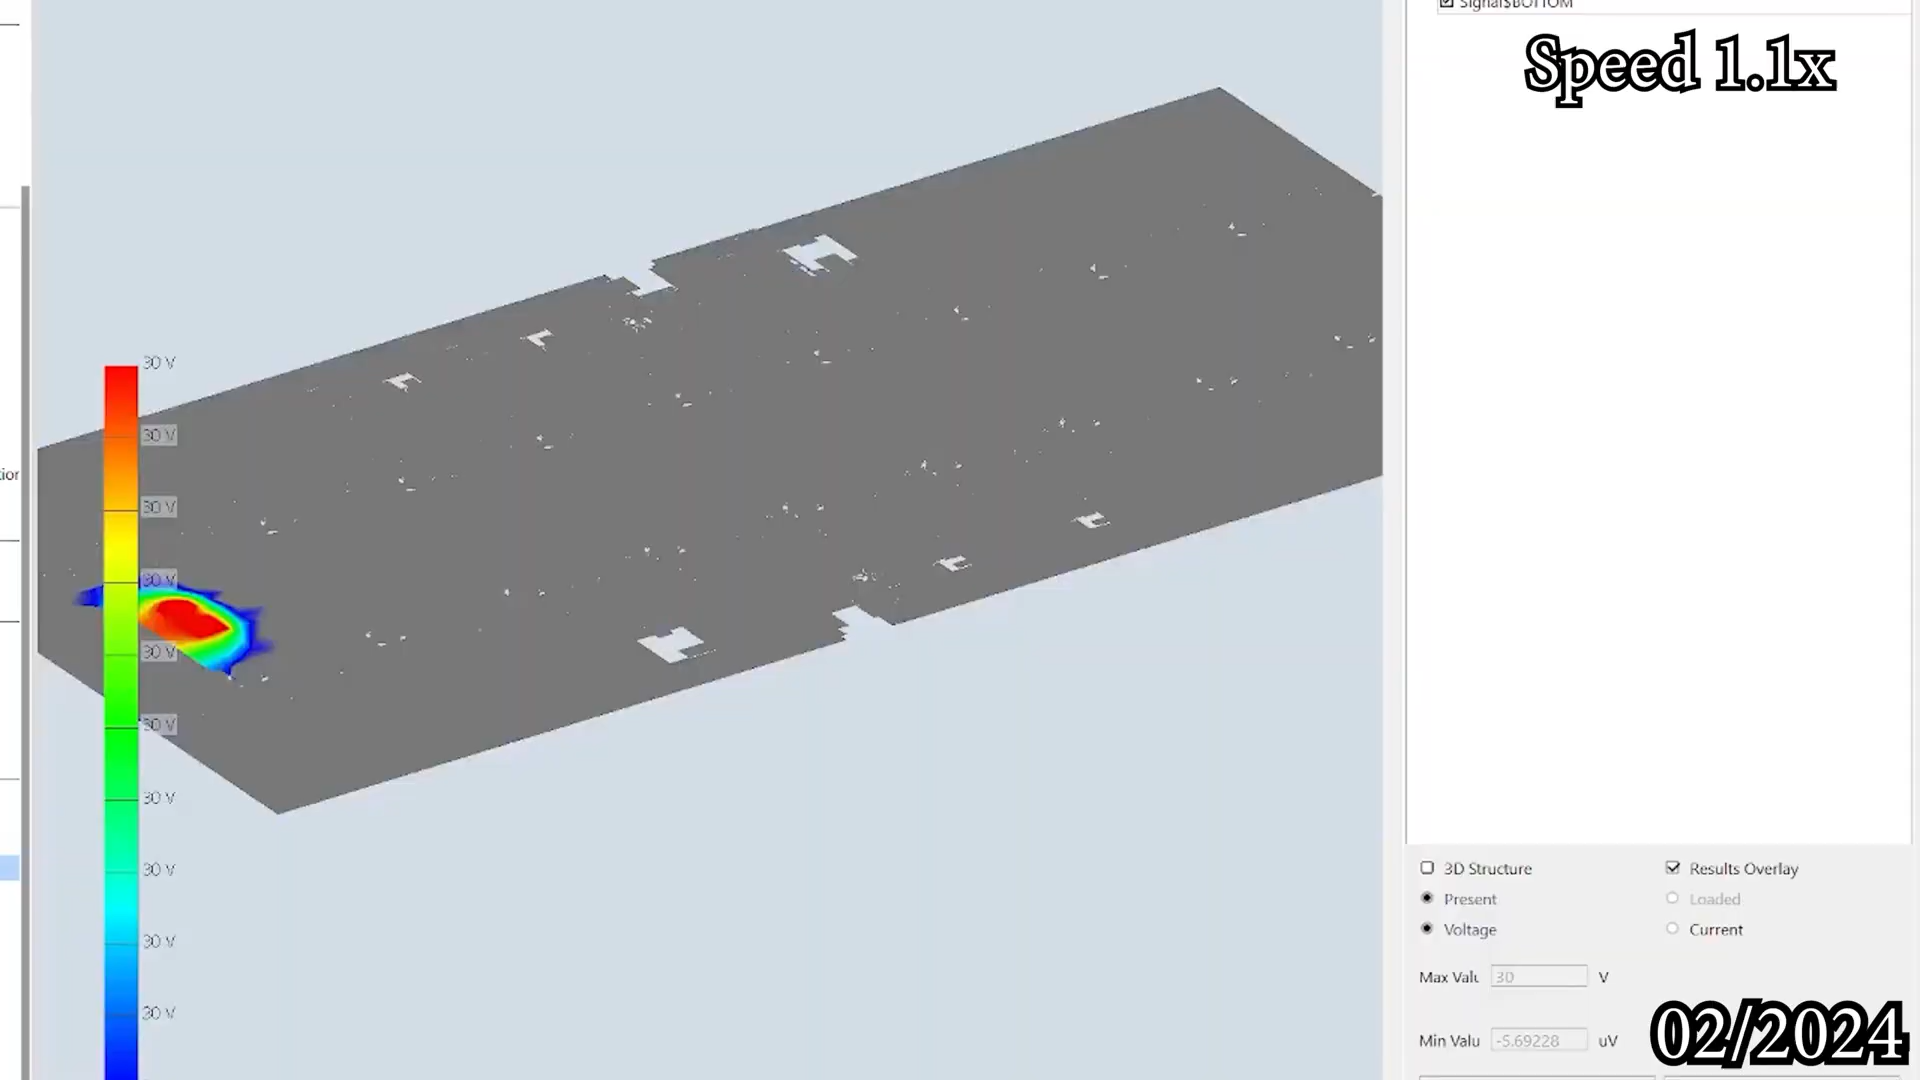 Signal$BOTTOM
Speed 1.1x
30 V
30 V
30 V
30 V
30 V
30 V
30 V
30 V
30 V
30 V
3D Structure
Results Overlay
Present
Loaded
Voltage
Current
Max Valu
30
V
Min Valu
-5.69228
uV
02/2024